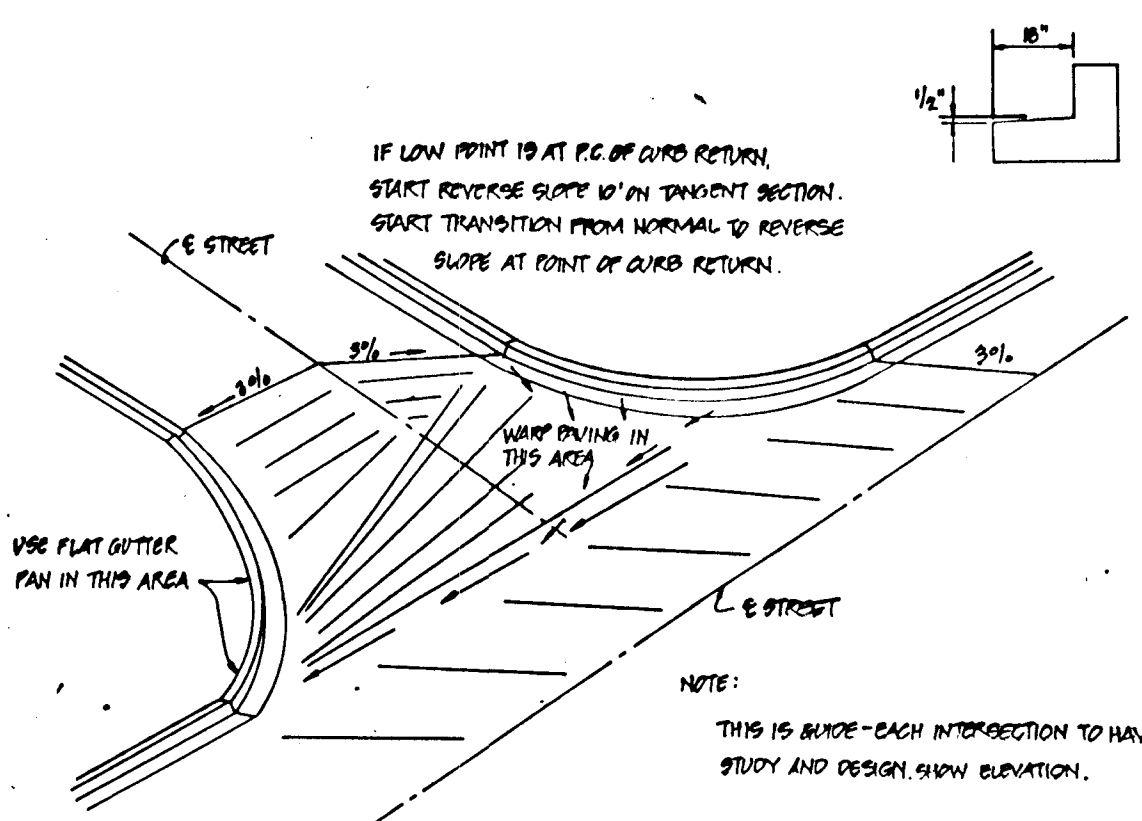 18"
1/2"
IF LOW POINT IS AT P.C. OF CURB RETURN,
START REVERSE SLOPE 10' ON TANGENT SECTION.
START TRANSITION FROM NORMAL TO REVERSE
SLOPE AT POINT OF CURB RETURN.
℄ STREET
3%
3%
3%
WARP PAVING IN
THIS AREA
USE FLAT GUTTER
PAN IN THIS AREA
℄ STREET
NOTE:
THIS IS GUIDE-EACH INTERSECTION TO HAV
STUDY AND DESIGN. SHOW ELEVATION.